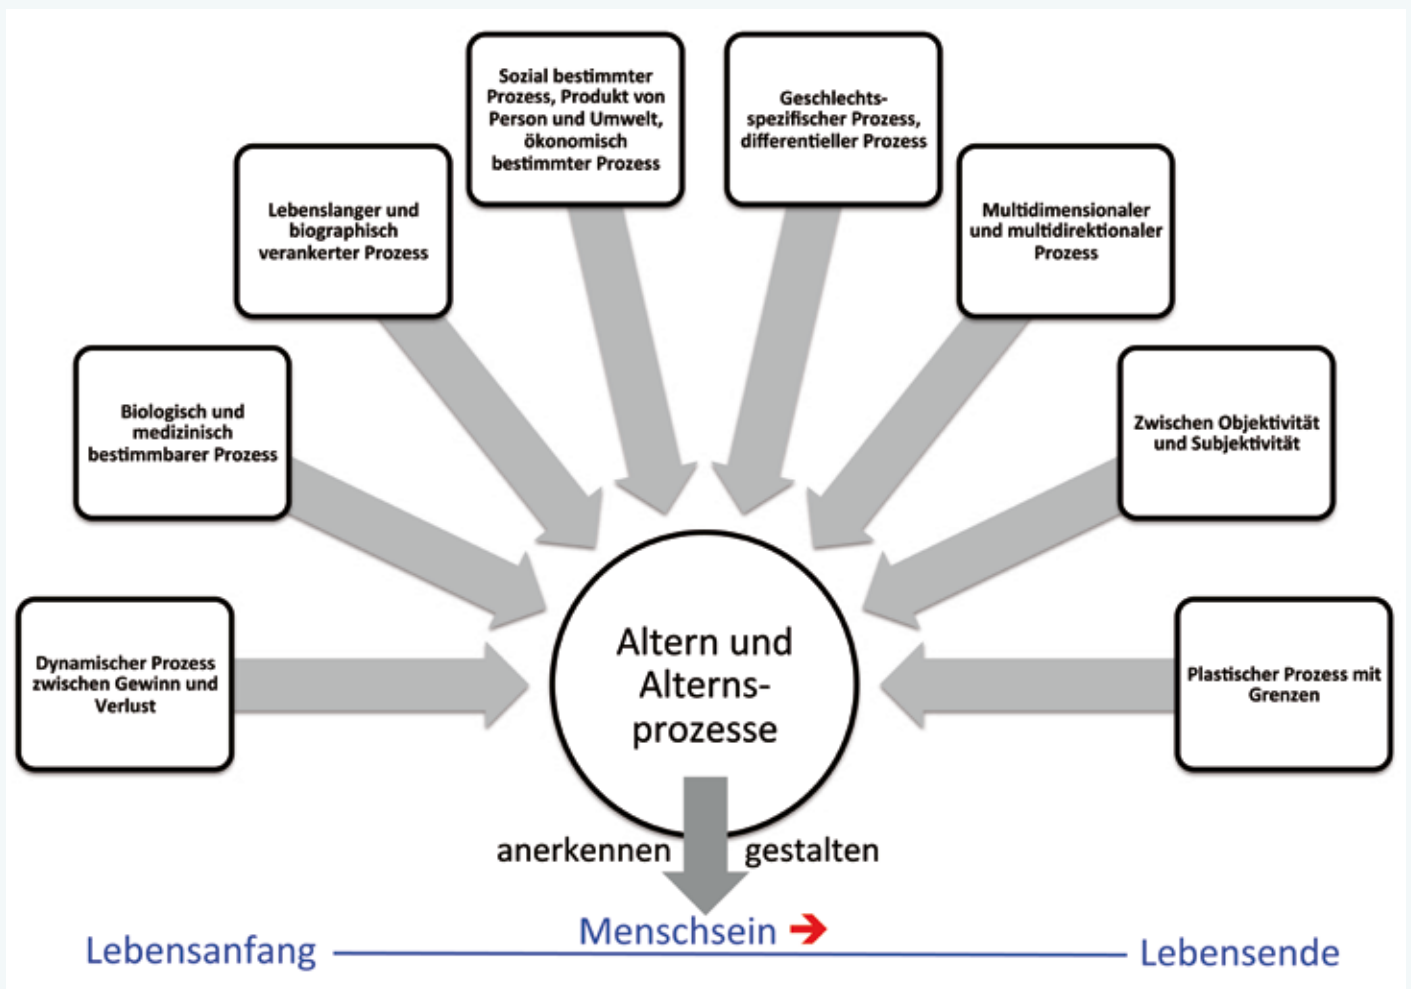 Sozial bestimmter
Prozess, Produkt von
Person und Umwelt,
ökonomisch
bestimmter Prozess
Geschlechts-
spezifischer Prozess,
differentieller Prozess
Lebenslanger und
biographisch
verankerter Prozess
Multidimensionaler
und multidirektionaler
Prozess
Biologisch und
medizinisch
bestimmbarer Prozess
Zwischen Objektivität
und Subjektivität
Dynamischer Prozess
zwischen Gewinn und
Verlust
Altern und
Alterns-
prozesse
Plastischer Prozess mit
Grenzen
anerkennen gestalten
Menschsein
Lebensanfang
Lebensende